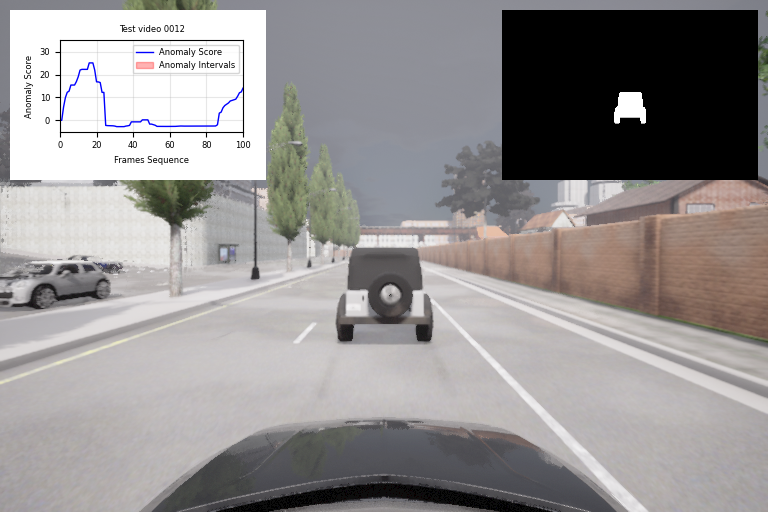 Test video 0012
Anomaly Score
Anomaly Intervals
Anomaly Score
30
20
10
0
0 20 40 60 80 100
Frames Sequence